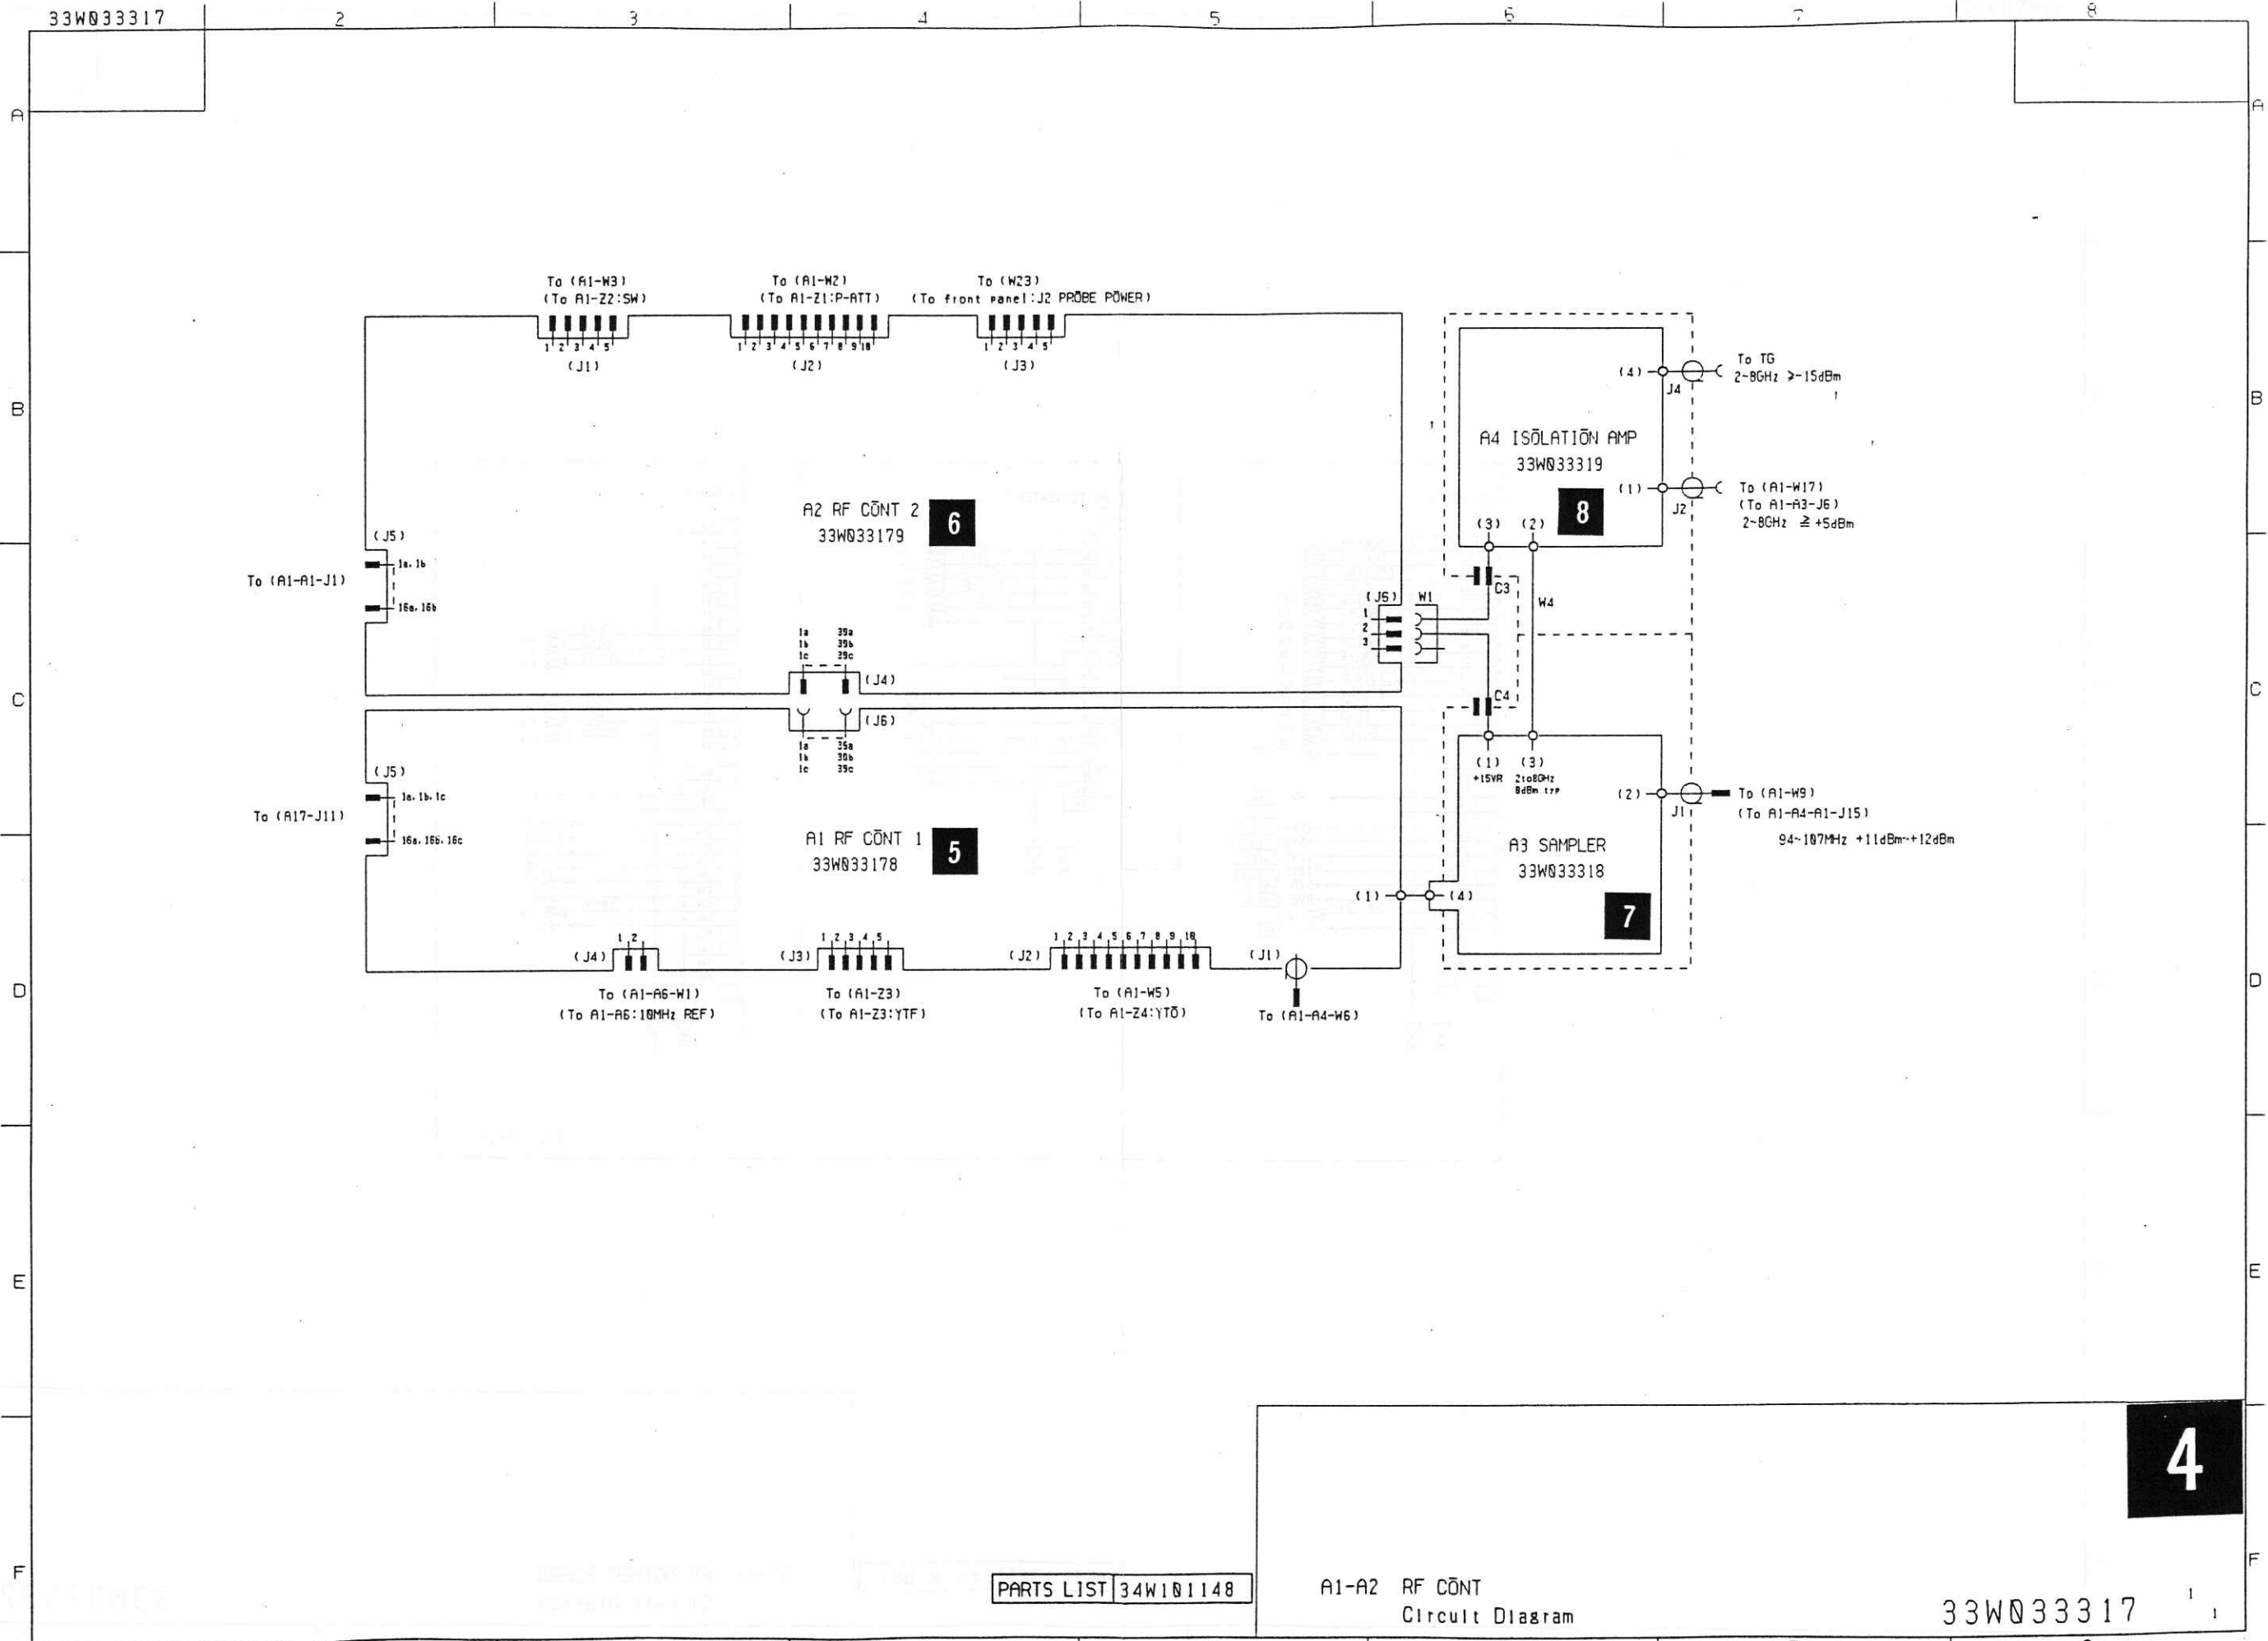 33W033317
2 3 4 5 6 7 8
A A
B B
C C
D D
E E
F F
To (A1-W3)
(To A1-Z2:SW)
1 2 3 4 5
(J1)
To (A1-W2)
(To A1-Z1:P-ATT)
1 2 3 4 5 6 7 8 9 10
(J2)
To (W23)
(To front panel:J2 PROBE POWER)
1 2 3 4 5
(J3)
(4)
J4
To TG
2~8GHz ≥-15dBm
A4 ISOLATION AMP
33W033319
8
(1)
J2
To (A1-W17)
(To A1-A3-J6)
2~8GHz ≧ +5dBm
(3) (2)
A2 RF CONT 2
33W033179
6
(J5)
1a, 1b
16a, 16b
To (A1-A1-J1)
C3
W4
(J6) W1
1
2
3
1a 39a
1b 39b
1c 39c
(J4)
(J6)
1a 35a
1b 30b
1c 39c
C4
(1) (3)
+15VR 2to8GHz
8dBm typ
(J5)
1a, 1b, 1c
16a, 16b, 16c
To (A17-J11)
A1 RF CONT 1
33W033178
5
(2)
J1
To (A1-W9)
(To A1-A4-A1-J15)
94~107MHz +11dBm~+12dBm
A3 SAMPLER
33W033318
7
(1) (4)
(J4)
1 2
To (A1-A6-W1)
(To A1-A6:10MHz REF)
(J3)
1 2 3 4 5
To (A1-Z3)
(To A1-Z3:YTF)
(J2)
1 2 3 4 5 6 7 8 9 10
To (A1-W5)
(To A1-Z4:YTO)
(J1)
To (A1-A4-W6)
4
PARTS LIST 34W101148
A1-A2 RF CONT
Circuit Diagram
33W033317
1
1